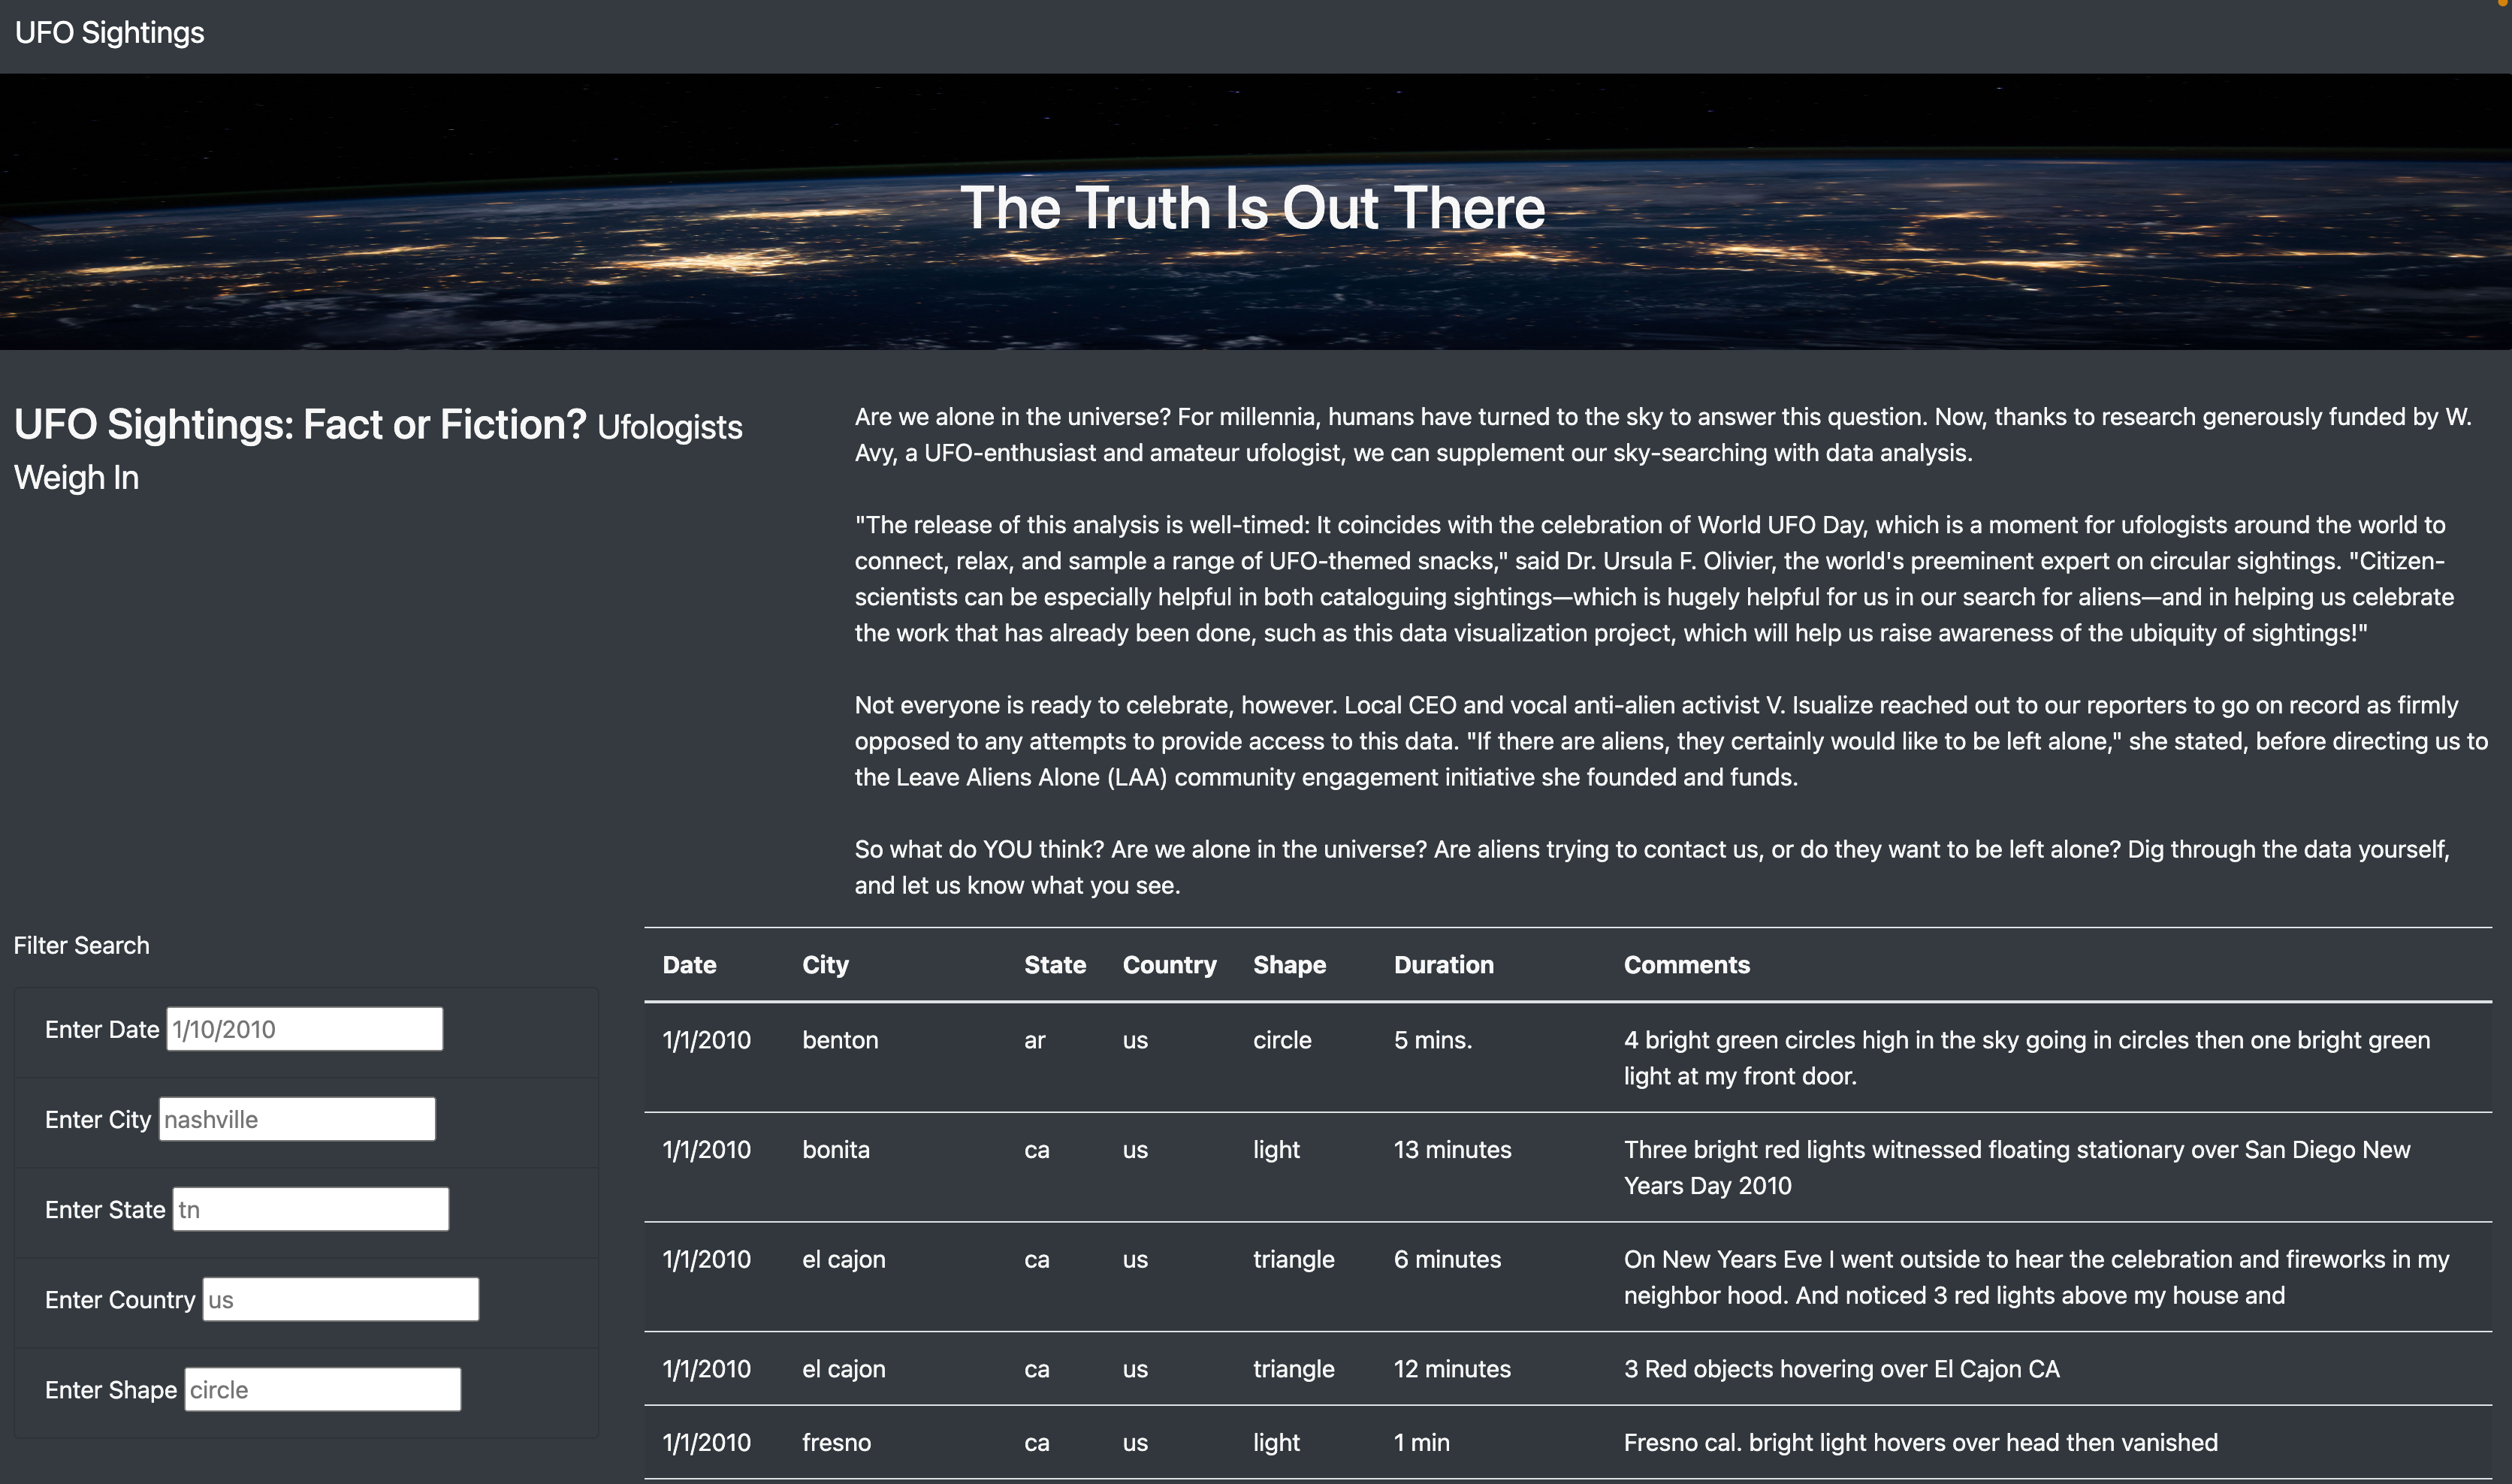 UFO Sightings
The Truth Is Out There
UFO Sightings: Fact or Fiction? Ufologists
Weigh In
Are we alone in the universe? For millennia, humans have turned to the sky to answer this question. Now, thanks to research generously funded by W.
Avy, a UFO-enthusiast and amateur ufologist, we can supplement our sky-searching with data analysis.
"The release of this analysis is well-timed: It coincides with the celebration of World UFO Day, which is a moment for ufologists around the world to
connect, relax, and sample a range of UFO-themed snacks," said Dr. Ursula F. Olivier, the world's preeminent expert on circular sightings. "Citizen-
scientists can be especially helpful in both cataloguing sightings—which is hugely helpful for us in our search for aliens—and in helping us celebrate
the work that has already been done, such as this data visualization project, which will help us raise awareness of the ubiquity of sightings!"
Not everyone is ready to celebrate, however. Local CEO and vocal anti-alien activist V. Isualize reached out to our reporters to go on record as firmly
opposed to any attempts to provide access to this data. "If there are aliens, they certainly would like to be left alone," she stated, before directing us to
the Leave Aliens Alone (LAA) community engagement initiative she founded and funds.
So what do YOU think? Are we alone in the universe? Are aliens trying to contact us, or do they want to be left alone? Dig through the data yourself,
and let us know what you see.
Filter Search
Enter Date 1/10/2010
Enter City nashville
Enter State tn
Enter Country us
Enter Shape circle
Date City State Country Shape Duration Comments
1/1/2010 benton ar us circle 5 mins. 4 bright green circles high in the sky going in circles then one bright green
light at my front door.
1/1/2010 bonita ca us light 13 minutes Three bright red lights witnessed floating stationary over San Diego New
Years Day 2010
1/1/2010 el cajon ca us triangle 6 minutes On New Years Eve I went outside to hear the celebration and fireworks in my
neighbor hood. And noticed 3 red lights above my house and
1/1/2010 el cajon ca us triangle 12 minutes 3 Red objects hovering over El Cajon CA
1/1/2010 fresno ca us light 1 min Fresno cal. bright light hovers over head then vanished